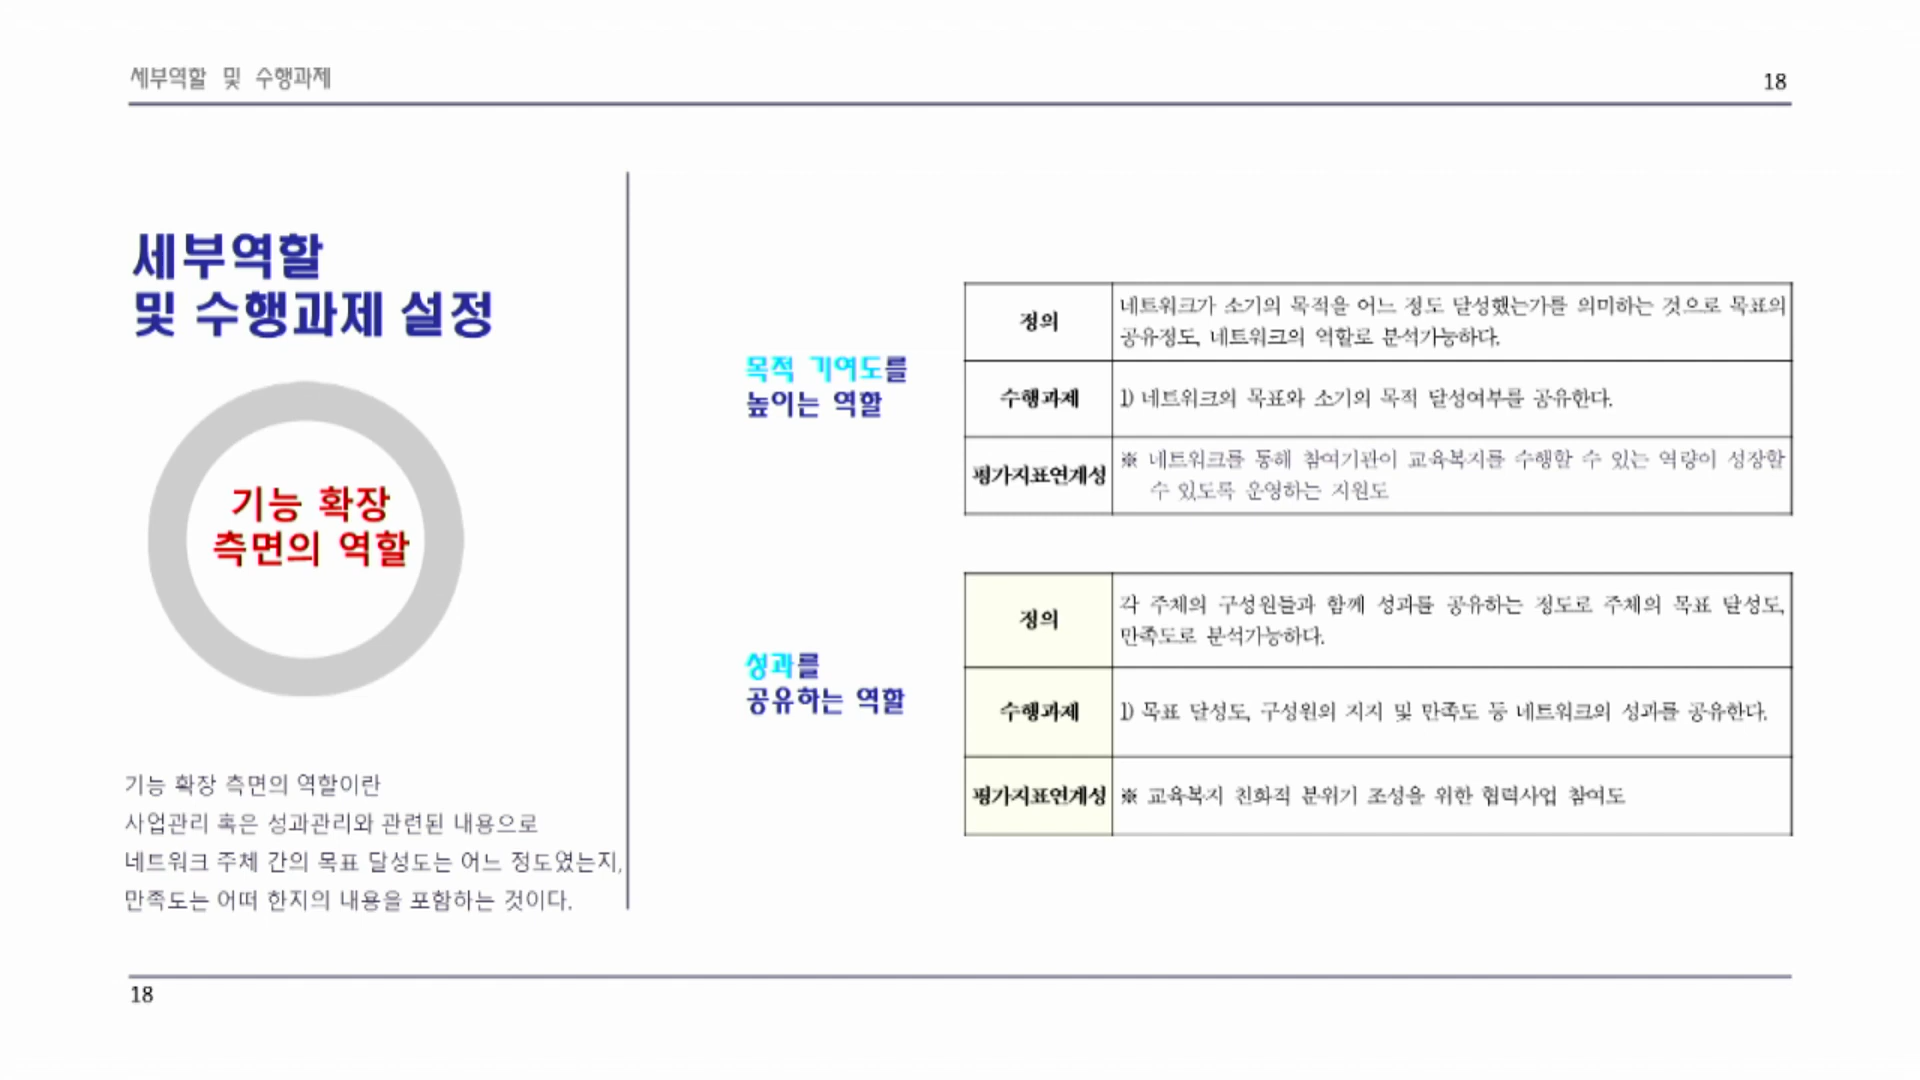 세부역할 및 수행과제
18
세부역할
및 수행과제 설정
기능 확장
측면의 역할
기능 확장 측면의 역할이란
사업관리 혹은 성과관리와 관련된 내용으로
네트워크 주체 간의 목표 달성도는 어느 정도였는지,
만족도는 어떠 한지의 내용을 포함하는 것이다.
목적 기여도를
높이는 역할
정의
네트워크가 소기의 목적을 어느 정도 달성했는가를 의미하는 것으로 목표의
공유정도, 네트워크의 역할로 분석가능하다.
수행과제
1) 네트워크의 목표와 소기의 목적 달성여부를 공유한다.
평가지표연계성
※ 네트워크를 통해 참여기관이 교육복지를 수행할 수 있는 역량이 성장할
수 있도록 운영하는 지원도
성과를
공유하는 역할
정의
각 주체의 구성원들과 함께 성과를 공유하는 정도로 주체의 목표 달성도,
만족도로 분석가능하다.
수행과제
1) 목표 달성도, 구성원의 지지 및 만족도 등 네트워크의 성과를 공유한다.
평가지표연계성
※ 교육복지 친화적 분위기 조성을 위한 협력사업 참여도
18